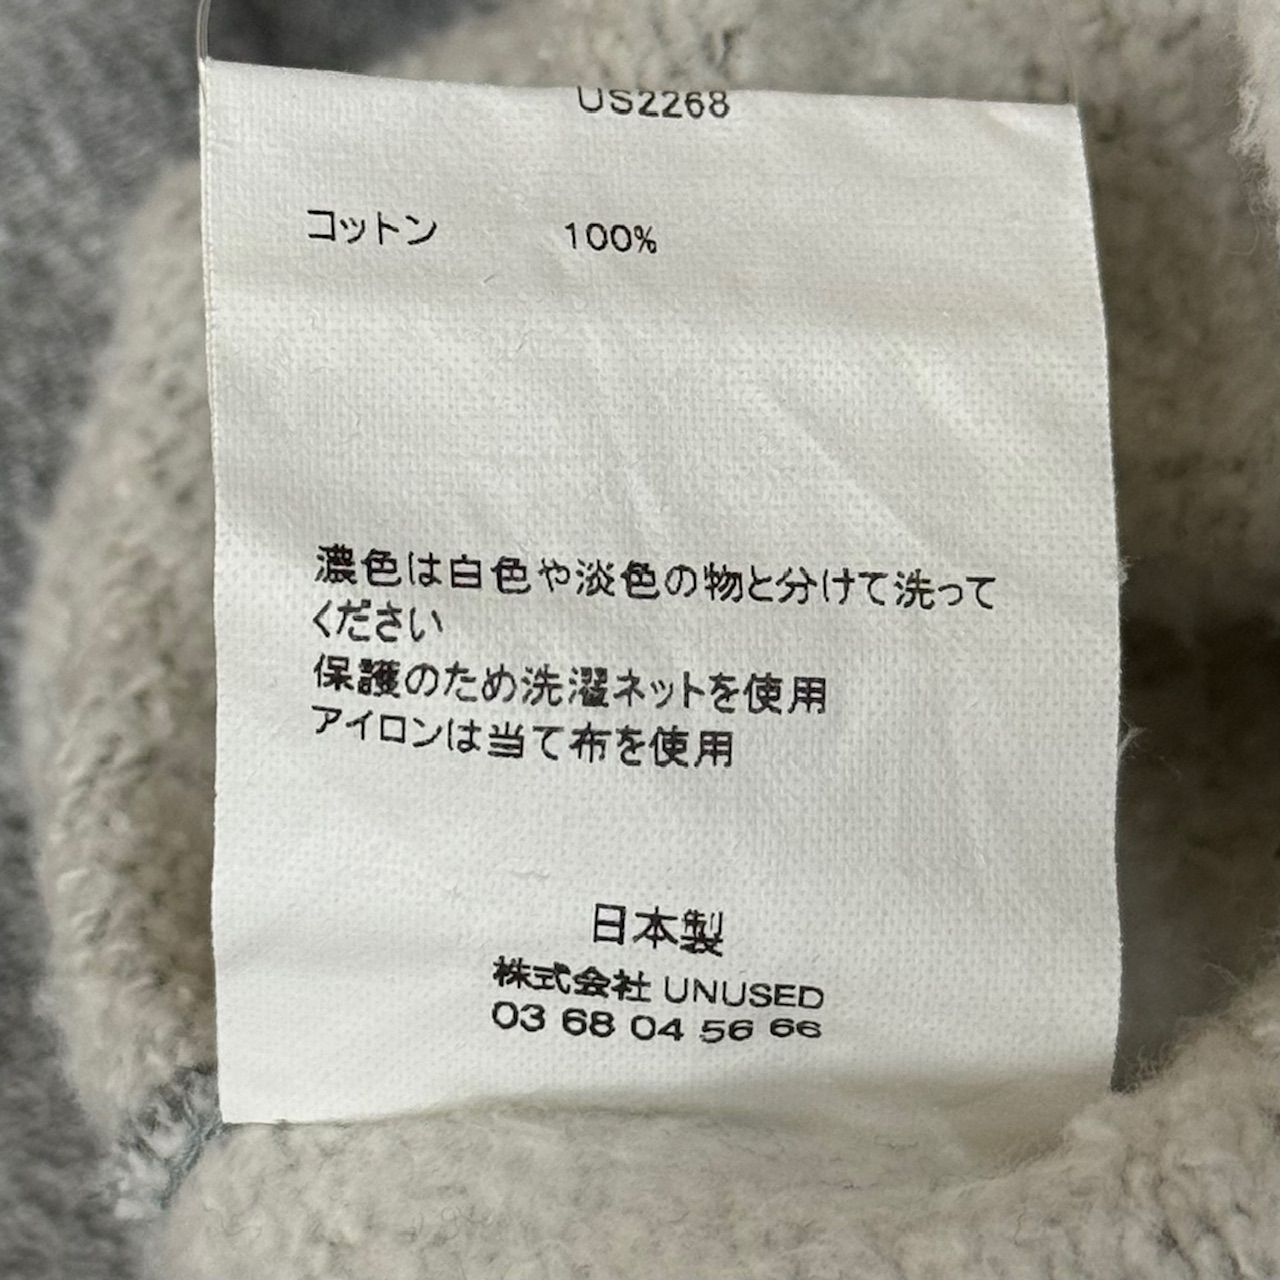 US2268
コットン 100%
濃色は白色や淡色の物と分けて洗って
ください
保護のため洗濯ネットを使用
アイロンは当て布を使用
日本製
株式会社 UNUSED
03 68 04 56 66